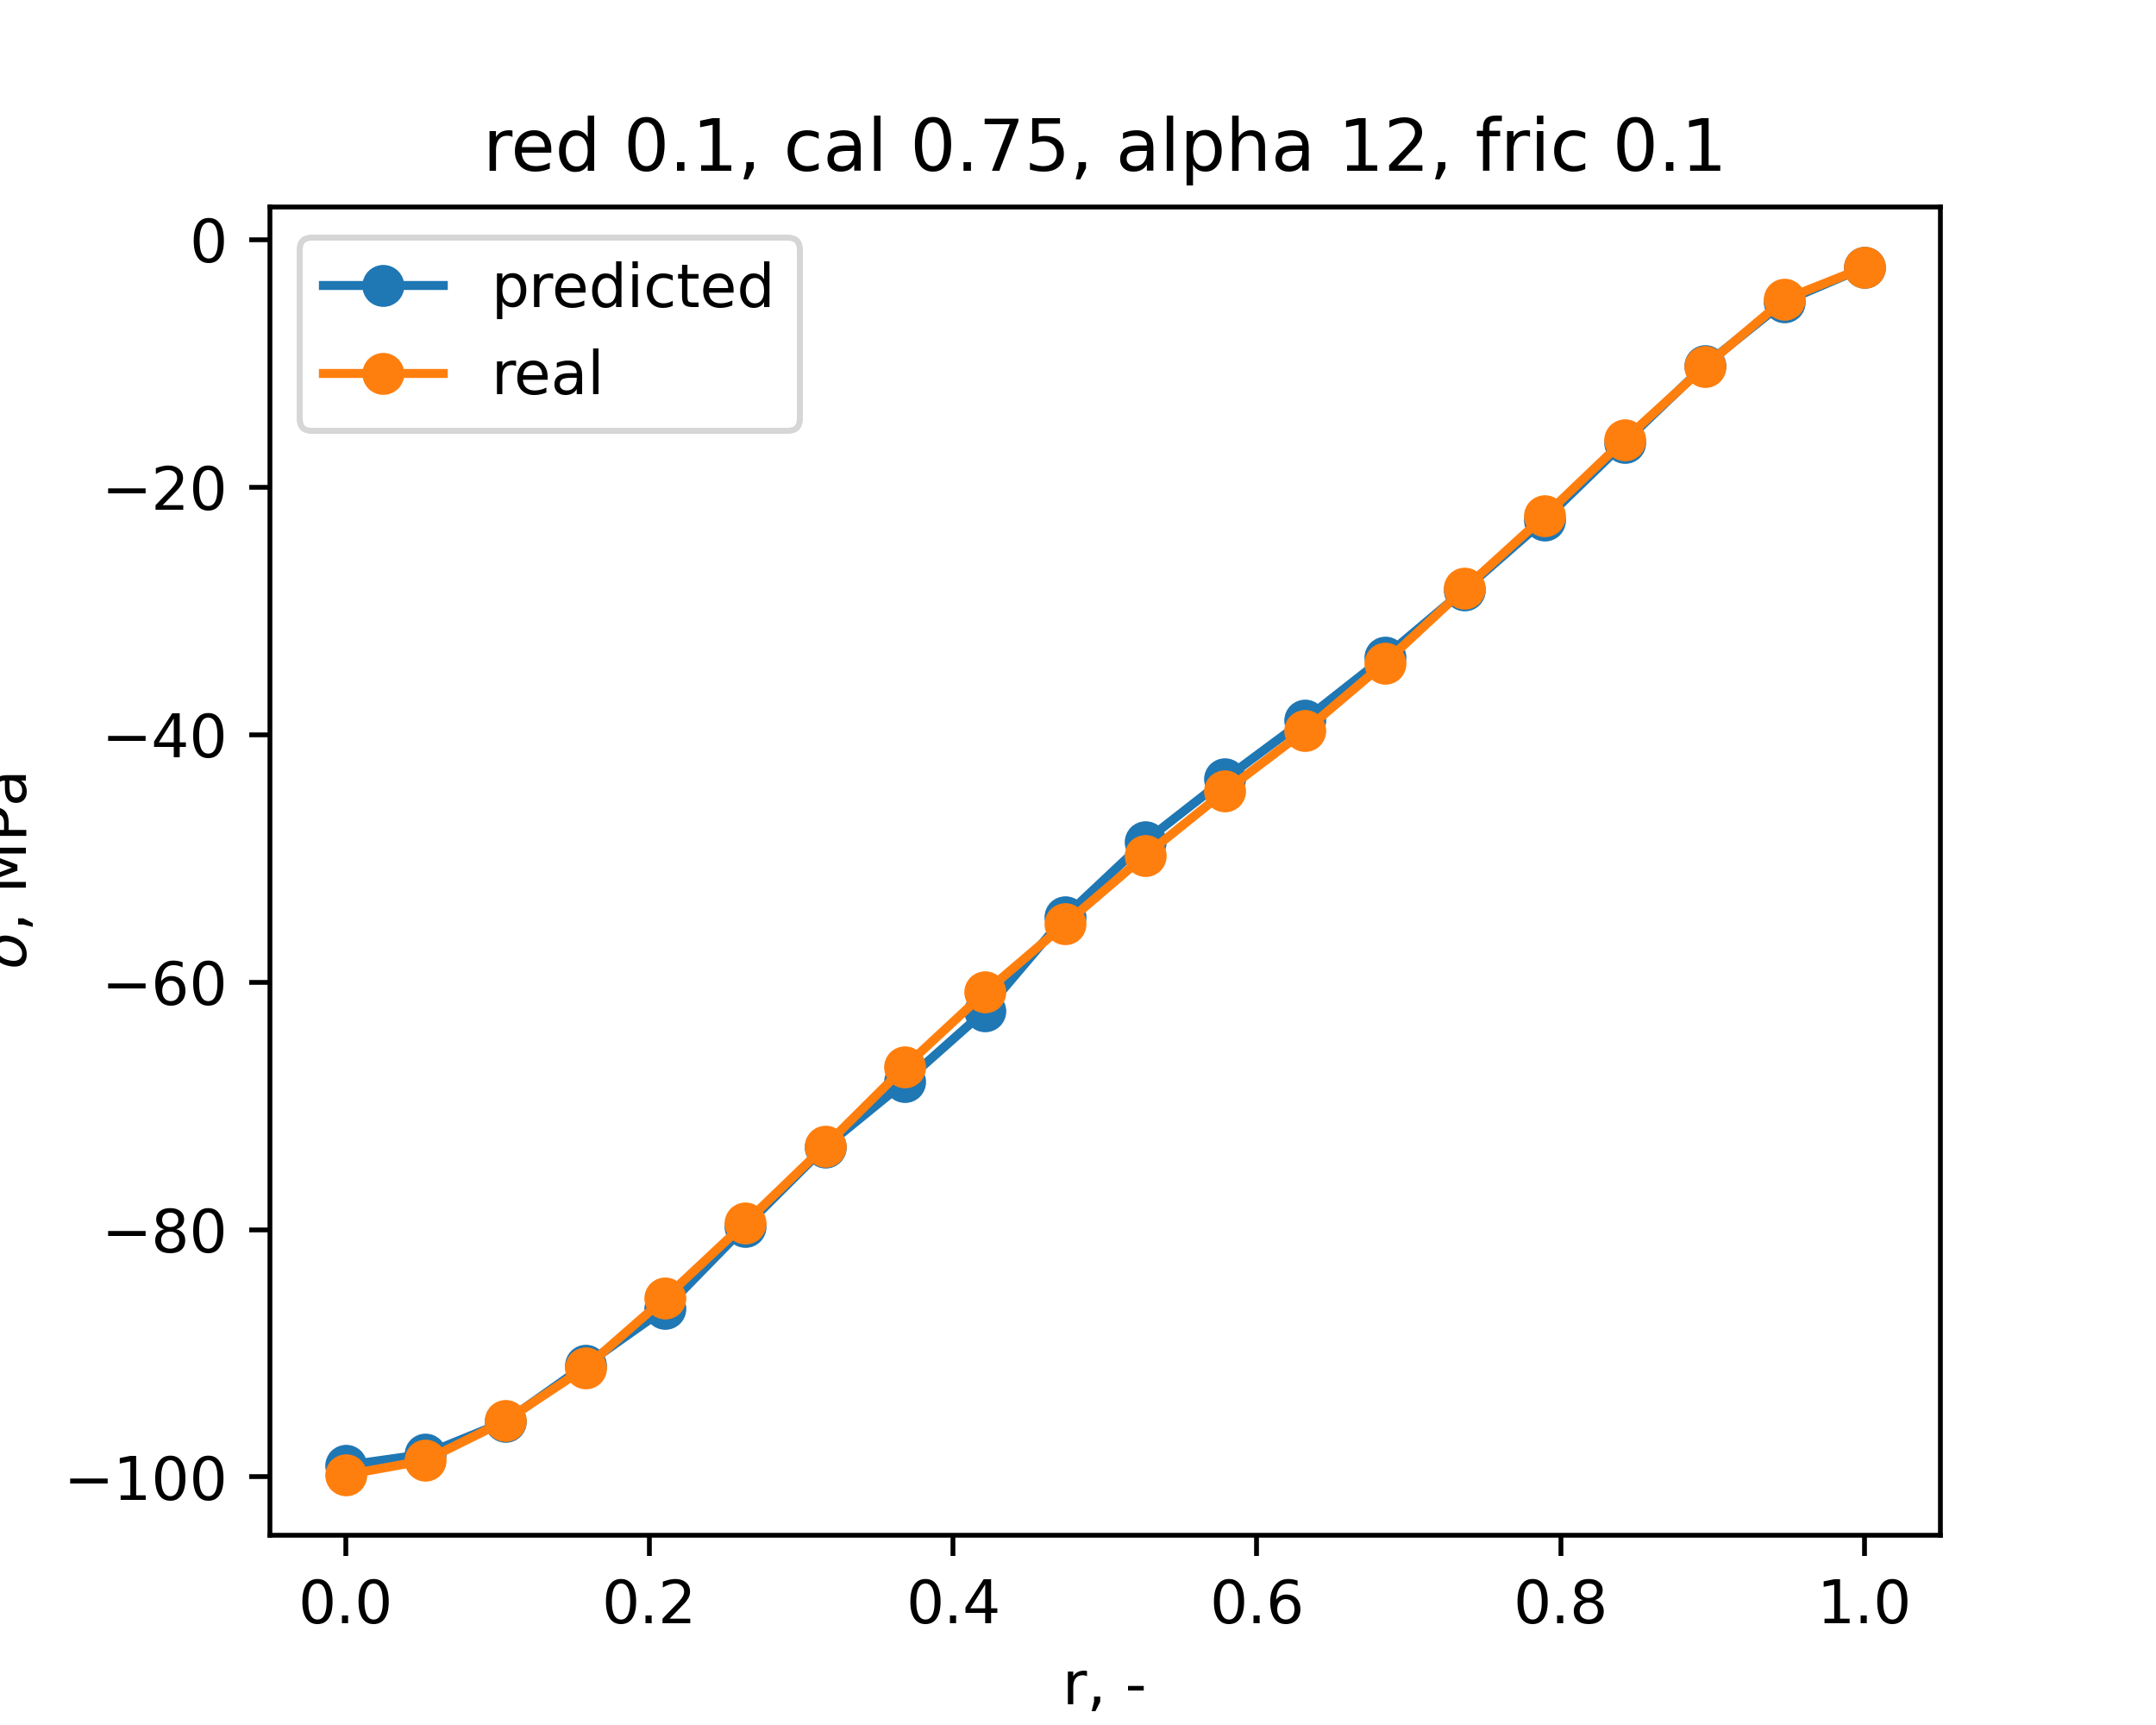 red 0.1, cal 0.75, alpha 12, fric 0.1
predicted
real
0
−20
−40
−60
−80
−100
σ, MPa
0.0 0.2 0.4 0.6 0.8 1.0
r, -